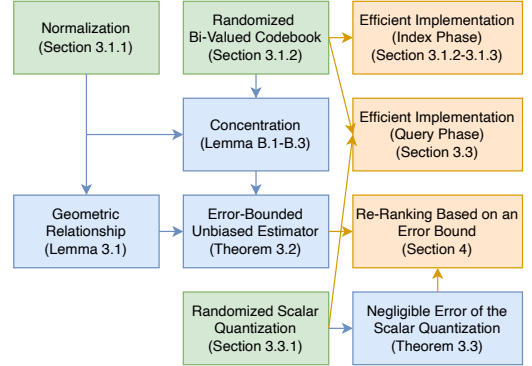 Normalization
(Section 3.1.1)
Randomized
Bi-Valued Codebook
(Section 3.1.2)
Efficient Implementation
(Index Phase)
(Section 3.1.2-3.1.3)
Concentration
(Lemma B.1-B.3)
Efficient Implementation
(Query Phase)
(Section 3.3)
Geometric
Relationship
(Lemma 3.1)
Error-Bounded
Unbiased Estimator
(Theorem 3.2)
Re-Ranking Based on an
Error Bound
(Section 4)
Randomized Scalar
Quantization
(Section 3.3.1)
Negligible Error of the
Scalar Quantization
(Theorem 3.3)